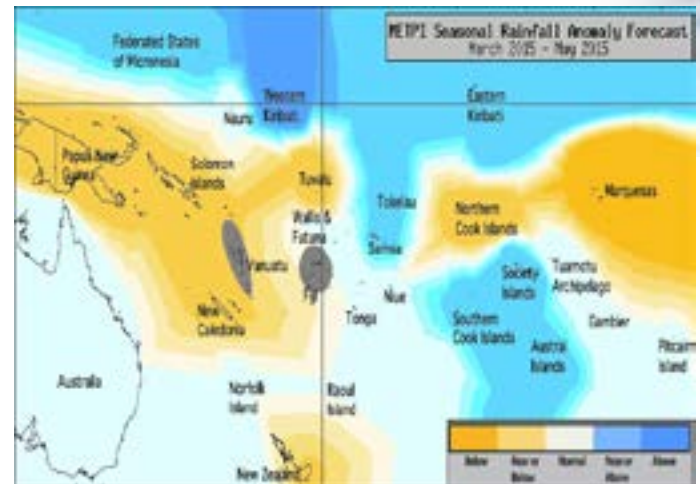 METPI Seasonal Rainfall Anomaly Forecast
March 2015 - May 2015
Federated States
of Micronesia
Nauru
Western
Kiribati
Eastern
Kiribati
Papua New
Guinea
Solomon
Islands
Tuvalu
Tokelau
Northern
Cook Islands
Marquesas
Wallis &
Futuna
Samoa
Vanuatu
Fiji
Society
Islands
Tuamotu
Archipelago
Niue
New
Caledonia
Tonga
Southern
Cook Islands
Gambier
Austral
Islands
Pitcairn
Island
Australia
Norfolk
Island
Raoul
Island
New Zealand
Below
Near or
Below
Normal
Near or
Above
Above